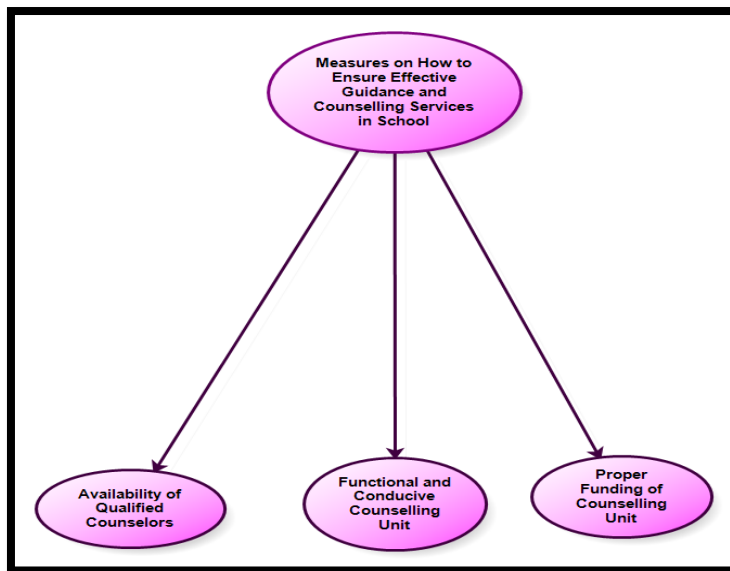 Measures on How to
Ensure Effective
Guidance and
Counselling Services
in School
Availability of
Qualified
Counselors
Functional and
Conducive
Counselling
Unit
Proper
Funding of
Counselling
Unit